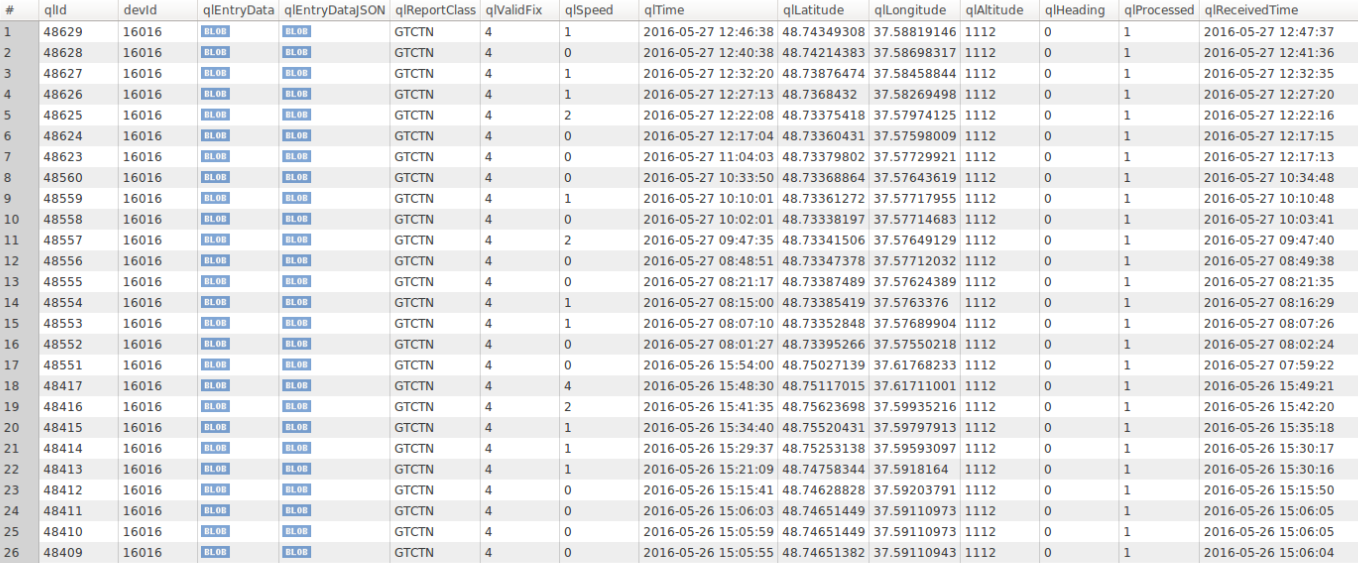 # qlId devId qlEntryData qlEntryDataJSON qlReportClass qlValidFix qlSpeed qlTime qlLatitude qlLongitude qlAltitude qlHeading qlProcessed qlReceivedTime
1 48629 16016 BLOB BLOB GTCTN 4 1 2016-05-27 12:46:38 48.74349308 37.58819146 1112 0 1 2016-05-27 12:47:37
2 48628 16016 BLOB BLOB GTCTN 4 0 2016-05-27 12:40:38 48.74214383 37.58698317 1112 0 1 2016-05-27 12:41:36
3 48627 16016 BLOB BLOB GTCTN 4 1 2016-05-27 12:32:20 48.73876474 37.58458844 1112 0 1 2016-05-27 12:32:35
4 48626 16016 BLOB BLOB GTCTN 4 1 2016-05-27 12:27:13 48.7368432 37.58269498 1112 0 1 2016-05-27 12:27:20
5 48625 16016 BLOB BLOB GTCTN 4 2 2016-05-27 12:22:08 48.73375418 37.57974125 1112 0 1 2016-05-27 12:22:16
6 48624 16016 BLOB BLOB GTCTN 4 0 2016-05-27 12:17:04 48.73360431 37.57598009 1112 0 1 2016-05-27 12:17:15
7 48623 16016 BLOB BLOB GTCTN 4 0 2016-05-27 11:04:03 48.73379802 37.57729921 1112 0 1 2016-05-27 12:17:13
8 48560 16016 BLOB BLOB GTCTN 4 0 2016-05-27 10:33:50 48.73368864 37.57643619 1112 0 1 2016-05-27 10:34:48
9 48559 16016 BLOB BLOB GTCTN 4 1 2016-05-27 10:10:01 48.73361272 37.57717955 1112 0 1 2016-05-27 10:10:48
10 48558 16016 BLOB BLOB GTCTN 4 0 2016-05-27 10:02:01 48.73338197 37.57714683 1112 0 1 2016-05-27 10:03:41
11 48557 16016 BLOB BLOB GTCTN 4 2 2016-05-27 09:47:35 48.73341506 37.57649129 1112 0 1 2016-05-27 09:47:40
12 48556 16016 BLOB BLOB GTCTN 4 0 2016-05-27 08:48:51 48.73347378 37.57712032 1112 0 1 2016-05-27 08:49:38
13 48555 16016 BLOB BLOB GTCTN 4 0 2016-05-27 08:21:17 48.73387489 37.57624389 1112 0 1 2016-05-27 08:21:35
14 48554 16016 BLOB BLOB GTCTN 4 1 2016-05-27 08:15:00 48.73385419 37.5763376 1112 0 1 2016-05-27 08:16:29
15 48553 16016 BLOB BLOB GTCTN 4 1 2016-05-27 08:07:10 48.73352848 37.57689904 1112 0 1 2016-05-27 08:07:26
16 48552 16016 BLOB BLOB GTCTN 4 0 2016-05-27 08:01:27 48.73395266 37.57550218 1112 0 1 2016-05-27 08:02:24
17 48551 16016 BLOB BLOB GTCTN 4 0 2016-05-26 15:54:00 48.75027139 37.61768233 1112 0 1 2016-05-27 07:59:22
18 48417 16016 BLOB BLOB GTCTN 4 4 2016-05-26 15:48:30 48.75117015 37.61711001 1112 0 1 2016-05-26 15:49:21
19 48416 16016 BLOB BLOB GTCTN 4 2 2016-05-26 15:41:35 48.75623698 37.59935216 1112 0 1 2016-05-26 15:42:20
20 48415 16016 BLOB BLOB GTCTN 4 1 2016-05-26 15:34:40 48.75520431 37.59797913 1112 0 1 2016-05-26 15:35:18
21 48414 16016 BLOB BLOB GTCTN 4 1 2016-05-26 15:29:37 48.75253138 37.59593097 1112 0 1 2016-05-26 15:30:17
22 48413 16016 BLOB BLOB GTCTN 4 1 2016-05-26 15:21:09 48.74758344 37.5918164 1112 0 1 2016-05-26 15:30:16
23 48412 16016 BLOB BLOB GTCTN 4 0 2016-05-26 15:15:41 48.74628828 37.59203791 1112 0 1 2016-05-26 15:15:50
24 48411 16016 BLOB BLOB GTCTN 4 0 2016-05-26 15:06:03 48.74651449 37.59110973 1112 0 1 2016-05-26 15:06:05
25 48410 16016 BLOB BLOB GTCTN 4 0 2016-05-26 15:05:59 48.74651449 37.59110973 1112 0 1 2016-05-26 15:06:05
26 48409 16016 BLOB BLOB GTCTN 4 0 2016-05-26 15:05:55 48.74651382 37.59110943 1112 0 1 2016-05-26 15:06:04